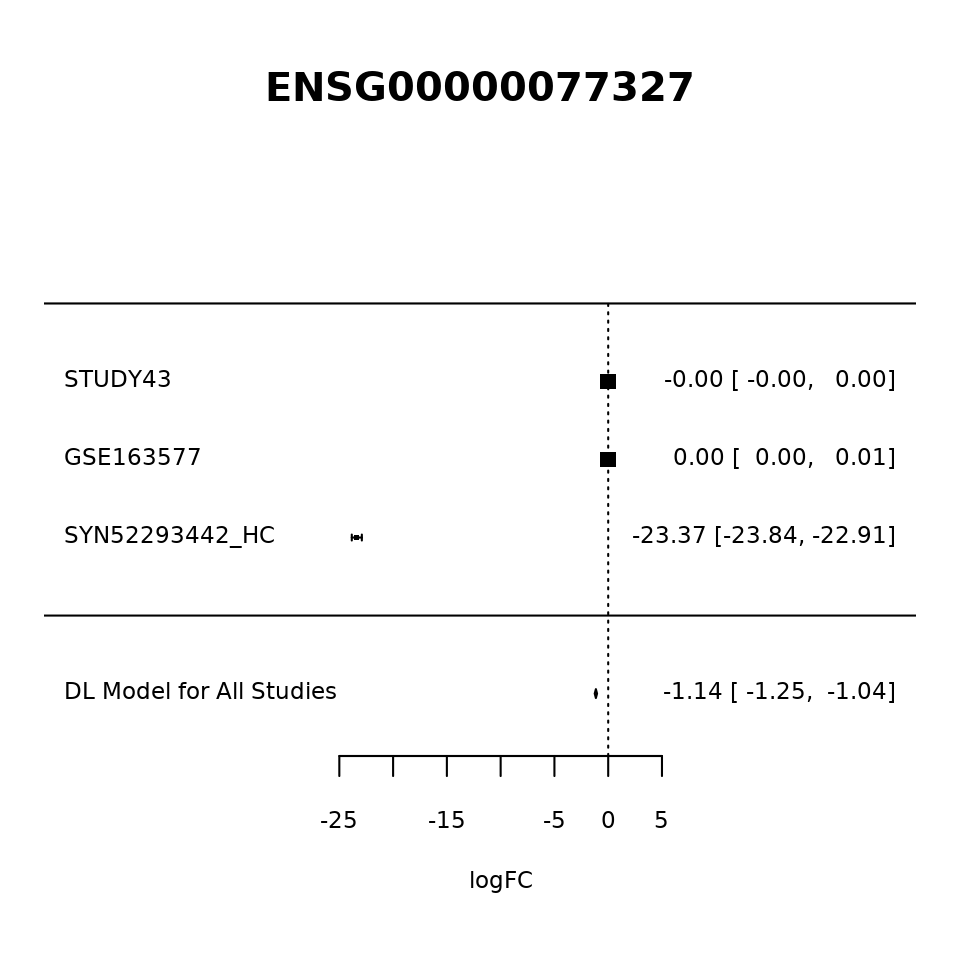 ENSG00000077327
STUDY43 -0.00 [ -0.00, 0.00]
GSE163577 0.00 [ 0.00, 0.01]
SYN52293442_HC -23.37 [-23.84, -22.91]
DL Model for All Studies -1.14 [ -1.25, -1.04]
-25 -15 -5 0 5
logFC